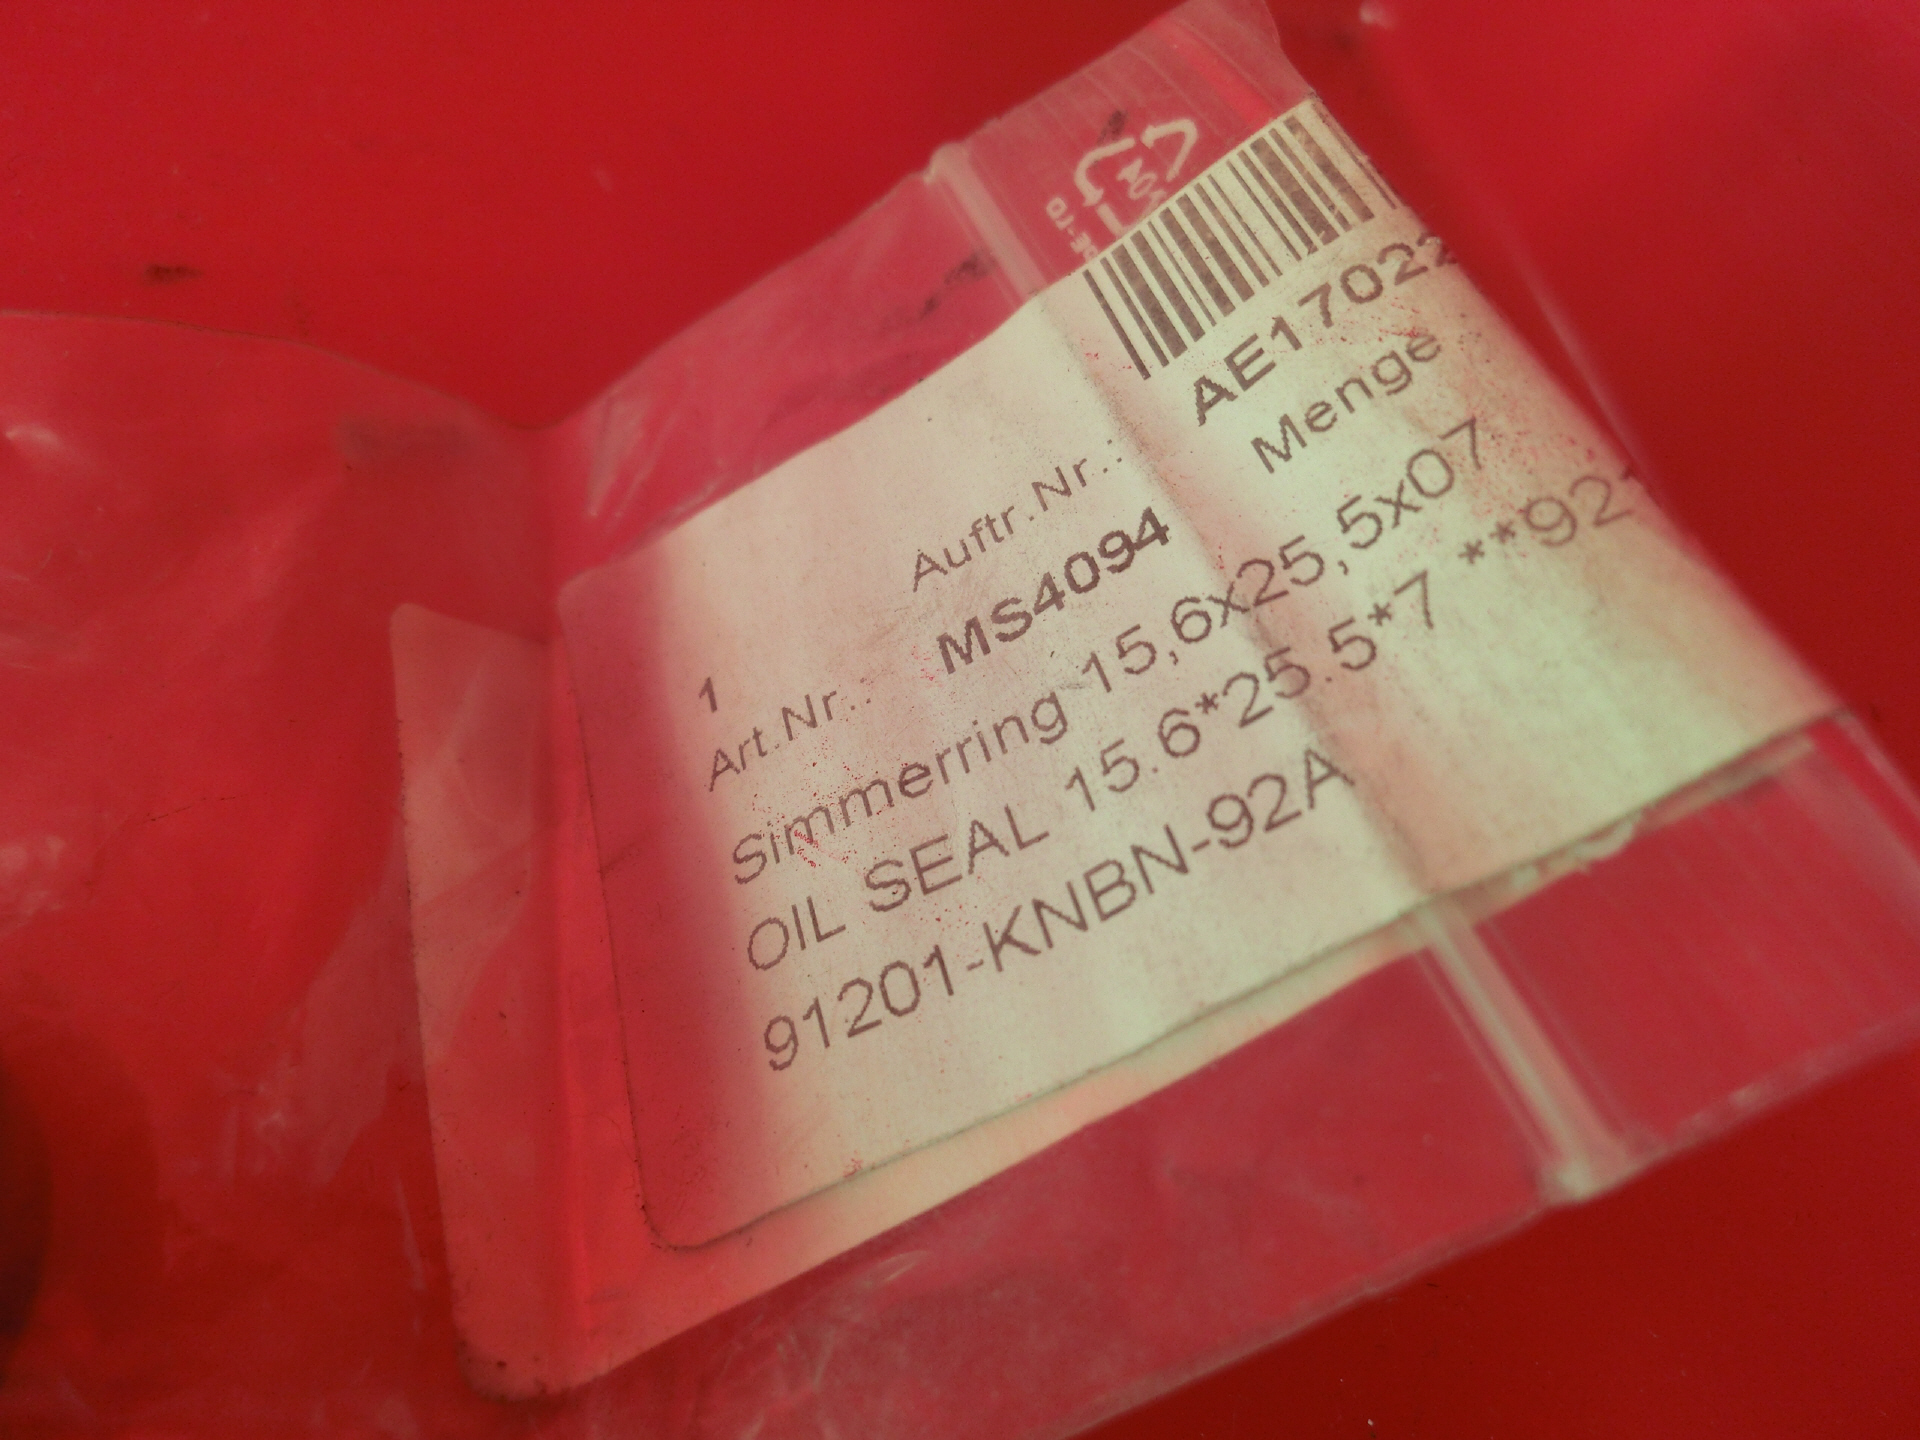 AE17022
Auftr.Nr.: Menge
1
Art.Nr.: MS4094
Simmerring 15,6x25,5x07
OIL SEAL 15.6*25.5*7 **92
91201-KNBN-92A